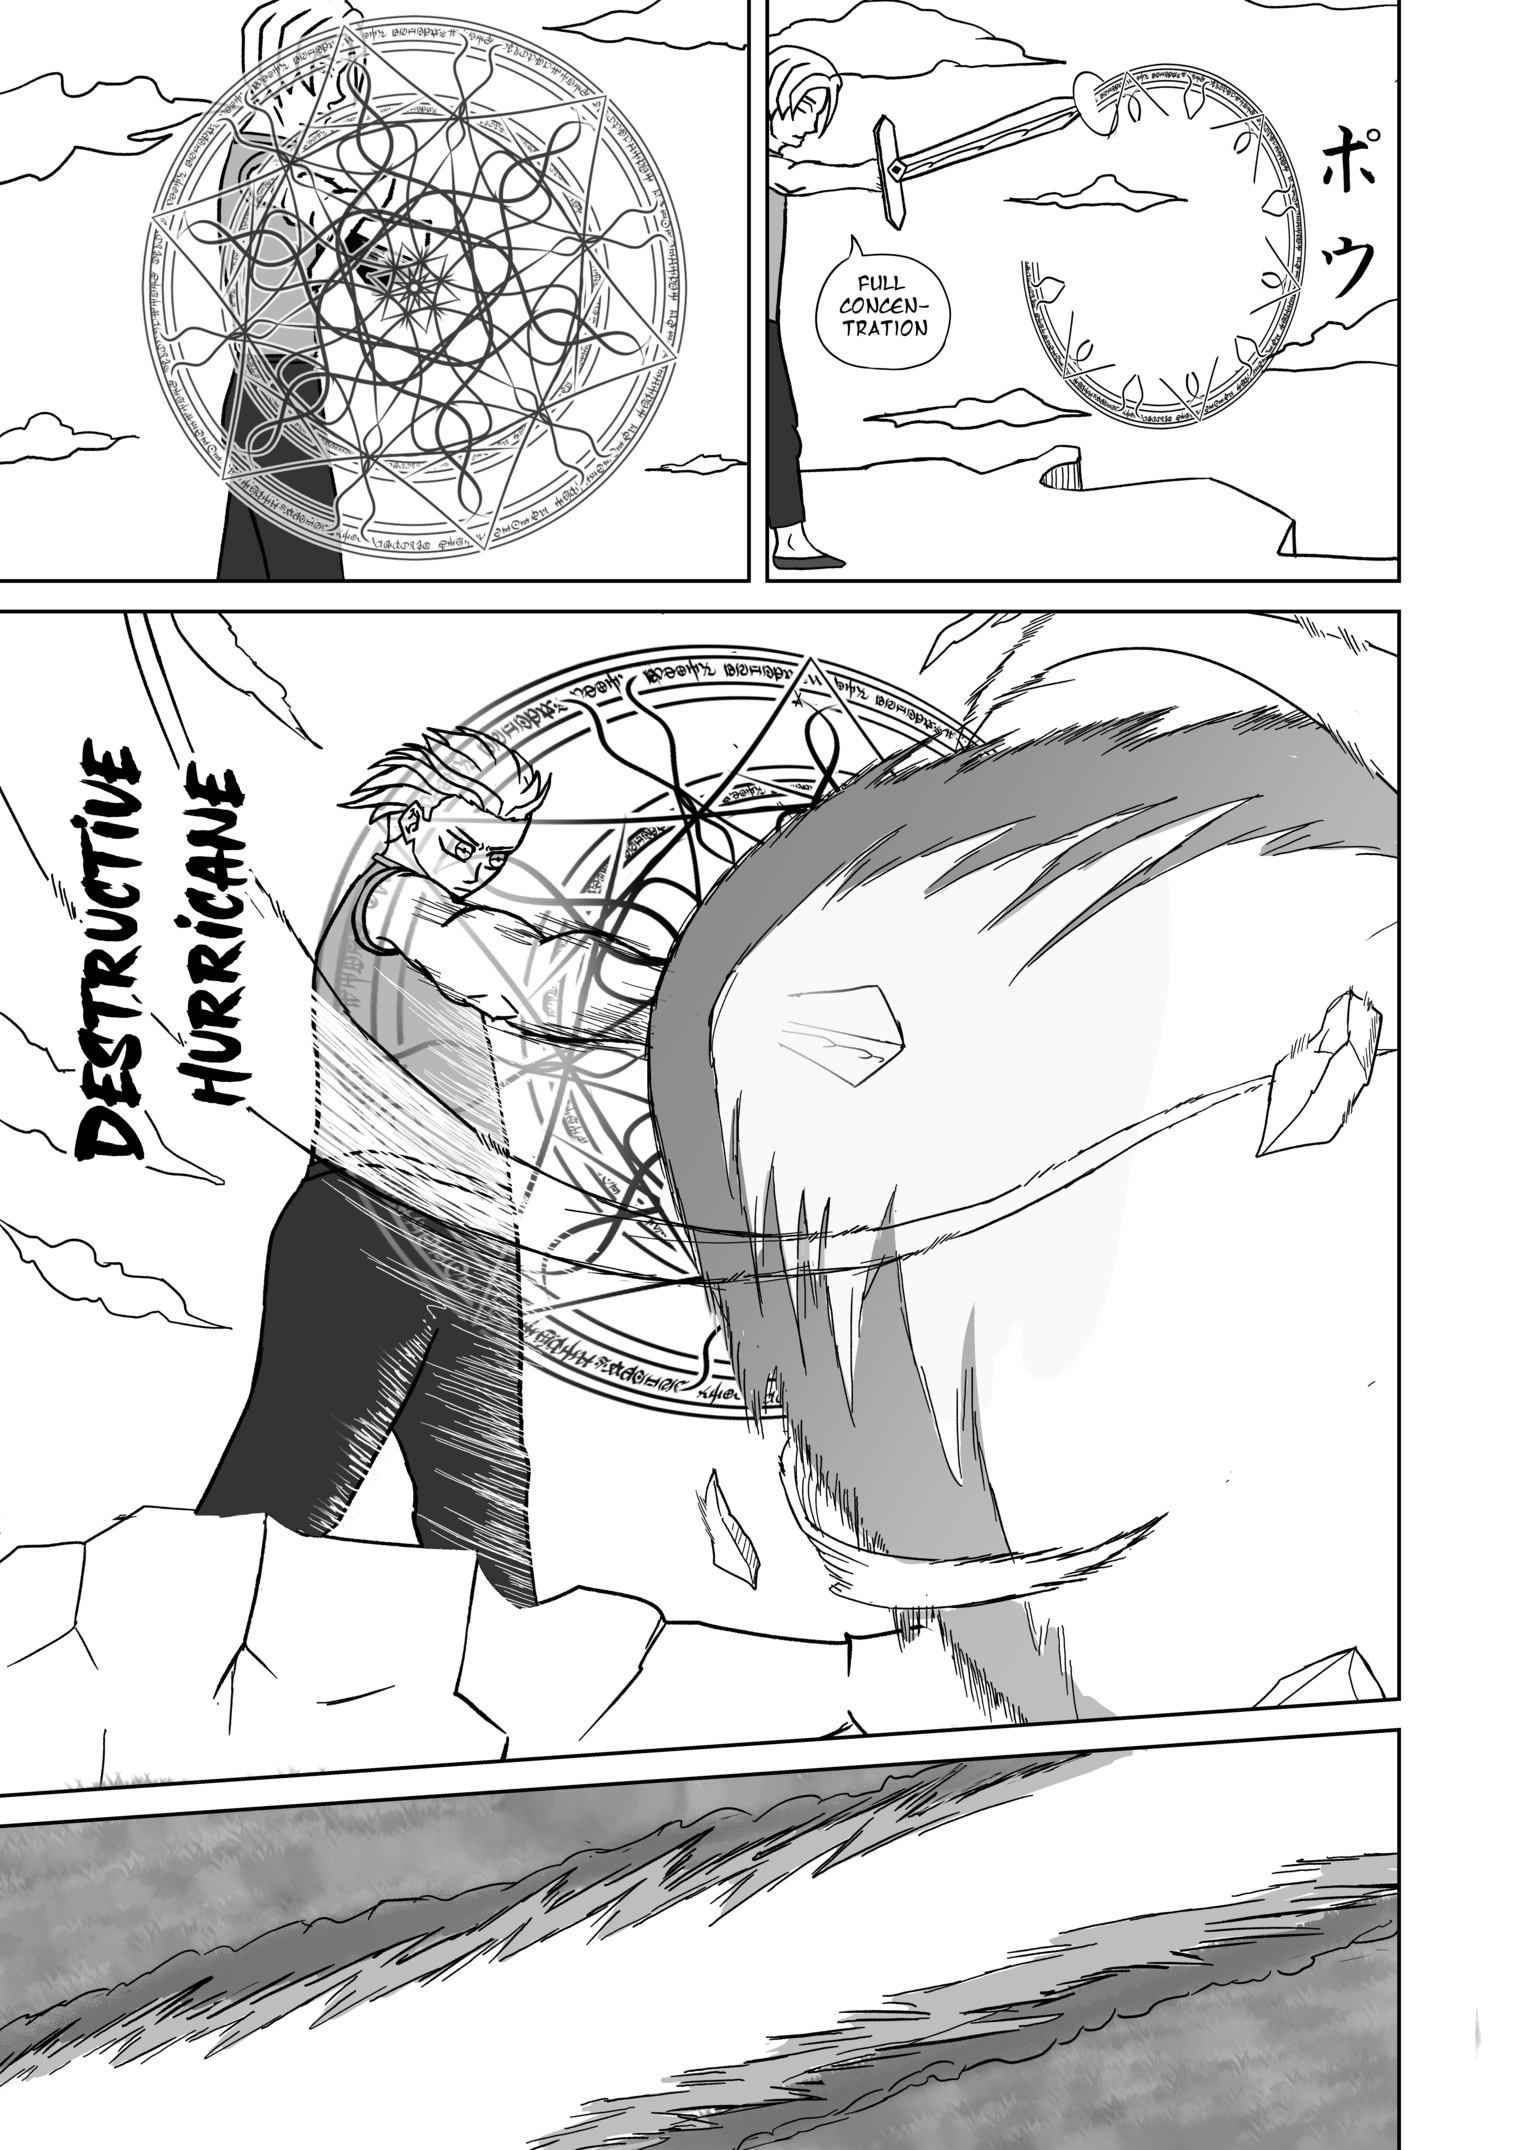 ポウ
FULL
CONCEN-
TRATION
DESTRUCTIVE
HURRICANE